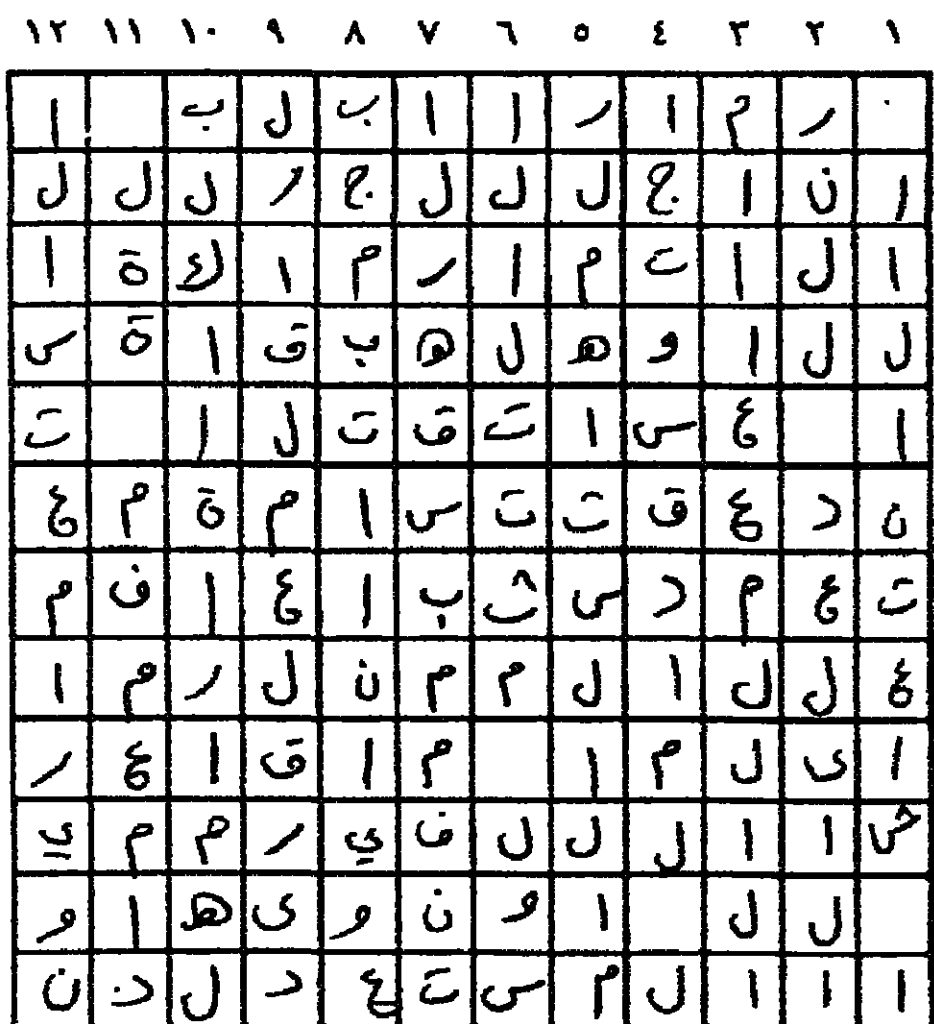 ١ ٢ ٣ ٤ ٥ ٦ ٧ ٨ ٩ ١٠ ١١ ١٢
ر م ا ر ا ا ب ل ب ا
ا ن ا ج ل ل ل ج ر ل ل ل
ا ل ا ت م ا ر م ا ك ة ا
ل ل ا و ه ل ه ب ق ا ة س
ا ع س ا ت ق ت ل ا ت
ن د ع ق ت ت س ا م ة م ع
ت ع م د س ث ب ا ع ا ف م
ع ل ل ا ل م م ن ل ر م ا
ا ى ل م ا م ا ق ا ع ر
ا ا ل ل ل ف ي ر م م ي
ل ل ا و ن و ى ه ا و
ا ا ا ل م س ت ع د ل ن